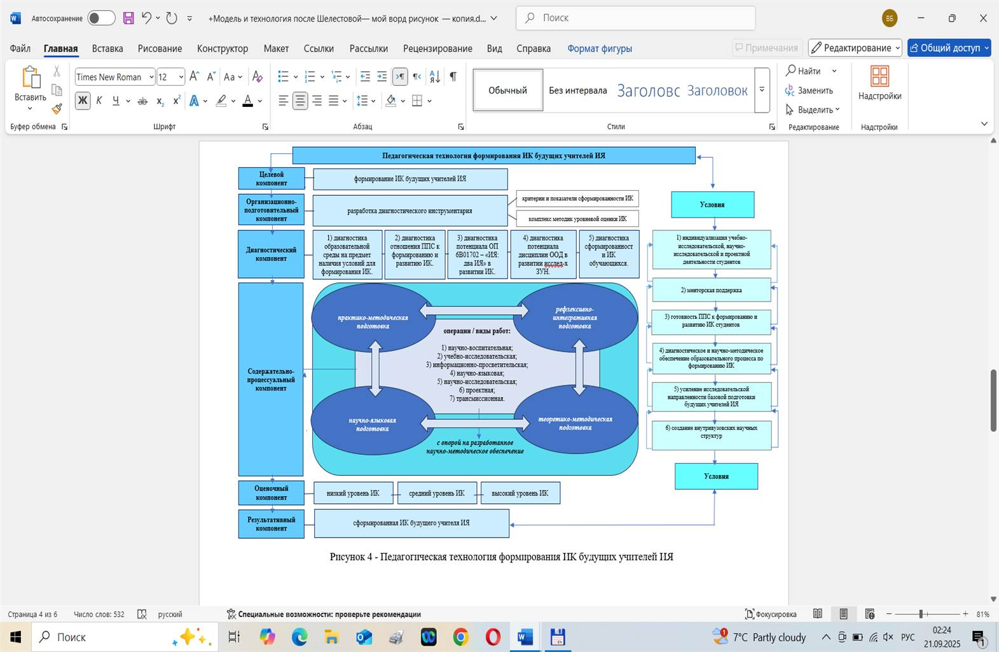 Автосохранение
+Модель и технология после Шелестовой— мой ворд рисунок — копия.d...
Поиск
ВБ
Файл Главная Вставка Рисование Конструктор Макет Ссылки Рассылки Рецензирование Вид Справка Формат фигуры
Примечания Редактирование Общий доступ
Вставить
Буфер обмена
Times New Roman 12
Шрифт
Абзац
Обычный Без интервала Заголовс Заголовок
Стили
Найти
Заменить
Выделить
Редактирование
Надстройки
Надстройки
Педагогическая технология формирования ИК будущих учителей ИЯ
Целевой
компонент
формирование ИК будущих учителей ИЯ
Организационно-
подготовительный
компонент
разработка диагностического инструментария
критерии и показатели сформированности ИК
комплекс методик уровневой оценки ИК
Диагностический
компонент
1) диагностика
образовательной
среды на предмет
наличия условий для
формирования ИК.
2) диагностика
отношения ППС к
формированию и
развитию ИК.
3) диагностика
потенциала ОП
6В01702 – «ИЯ:
два ИЯ» в
развитии ИК.
4) диагностика
потенциала
дисциплин ООД в
развитии исслед-х
ЗУН.
5) диагностика
сформированност
и ИК
обучающихся.
Содержательно-
процессуальный
компонент
практико-методическая
подготовка
рефлексивно-
интегративная
подготовка
операции / виды работ:
1) научно-воспитательная;
2) учебно-исследовательская;
3) информационно-просветительская;
4) научно-языковая;
5) научно-исследовательская;
6) проектная;
7) трансмиссионная.
научно-языковая
подготовка
теоретико-методическая
подготовка
с опорой на разработанное
научно-методическое обеспечение
Оценочный
компонент
низкий уровень ИК
средний уровень ИК
высокий уровень ИК
Результативный
компонент
сформированная ИК будущего учителя ИЯ
Условия
1) индивидуализация учебно-
исследовательской, научно-
исследовательской и проектной
деятельности студентов
2) менторская поддержка
3) готовность ППС к формированию и
развитию ИК студентов
4) диагностическое и научно-методическое
обеспечение образовательного процесса по
формированию ИК
5) усиление исследовательской
направленности базовой подготовки
будущих учителей ИЯ
6) создание внутривузовских научных
структур
Условия
Рисунок 4 - Педагогическая технология формирования ИК будущих учителей ИЯ
Страница 4 из 6 Число слов: 532 русский Специальные возможности: проверьте рекомендации Фокусировка 81%
Поиск
7°C Partly cloudy РУС
02:24
21.09.2025